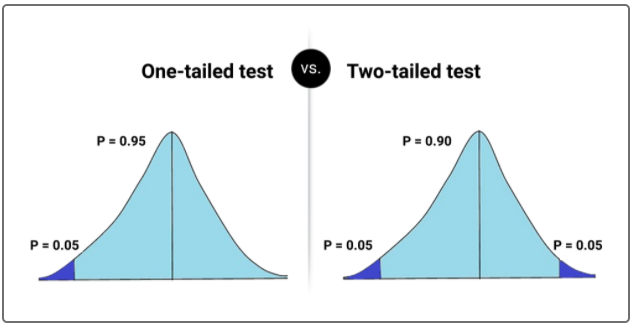 One-tailed test vs. Two-tailed test
P = 0.95
P = 0.05
P = 0.90
P = 0.05
P = 0.05